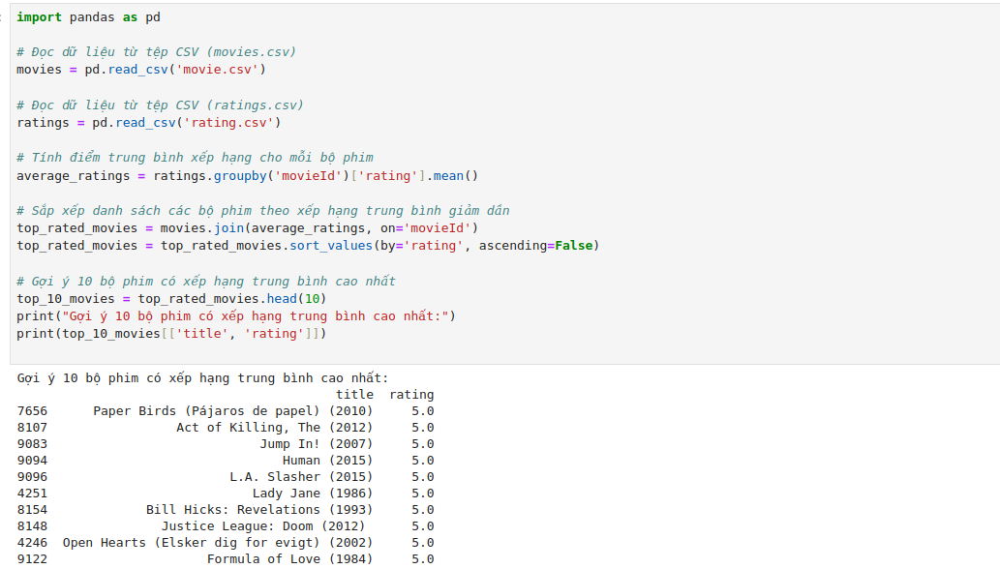 import pandas as pd
# Đọc dữ liệu từ tệp CSV (movies.csv)
movies = pd.read_csv('movie.csv')
# Đọc dữ liệu từ tệp CSV (ratings.csv)
ratings = pd.read_csv('rating.csv')
# Tính điểm trung bình xếp hạng cho mỗi bộ phim
average_ratings = ratings.groupby('movieId')['rating'].mean()
# Sắp xếp danh sách các bộ phim theo xếp hạng trung bình giảm dần
top_rated_movies = movies.join(average_ratings, on='movieId')
top_rated_movies = top_rated_movies.sort_values(by='rating', ascending=False)
# Gợi ý 10 bộ phim có xếp hạng trung bình cao nhất
top_10_movies = top_rated_movies.head(10)
print("Gợi ý 10 bộ phim có xếp hạng trung bình cao nhất:")
print(top_10_movies[['title', 'rating']])
Gợi ý 10 bộ phim có xếp hạng trung bình cao nhất:
title rating
7656 Paper Birds (Pájaros de papel) (2010) 5.0
8107 Act of Killing, The (2012) 5.0
9083 Jump In! (2007) 5.0
9094 Human (2015) 5.0
9096 L.A. Slasher (2015) 5.0
4251 Lady Jane (1986) 5.0
8154 Bill Hicks: Revelations (1993) 5.0
8148 Justice League: Doom (2012) 5.0
4246 Open Hearts (Elsker dig for evigt) (2002) 5.0
9122 Formula of Love (1984) 5.0